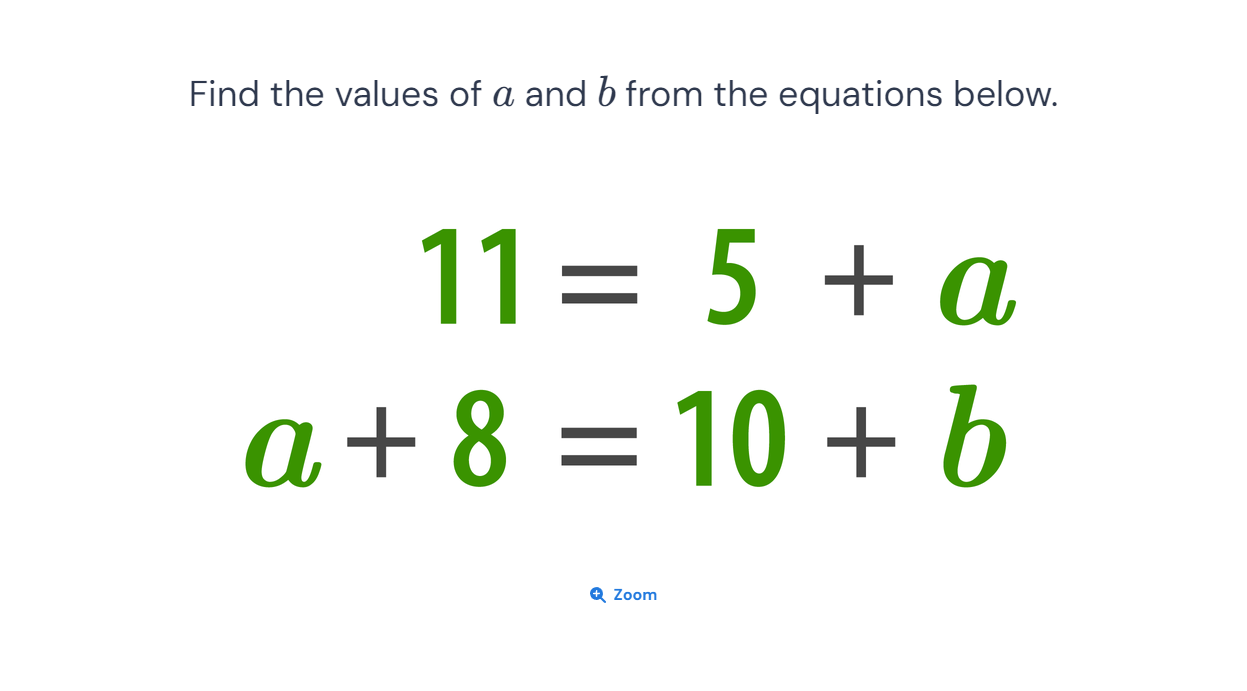 Find the values of a and b from the equations below.
11 = 5 + a
a + 8 = 10 + b
Zoom